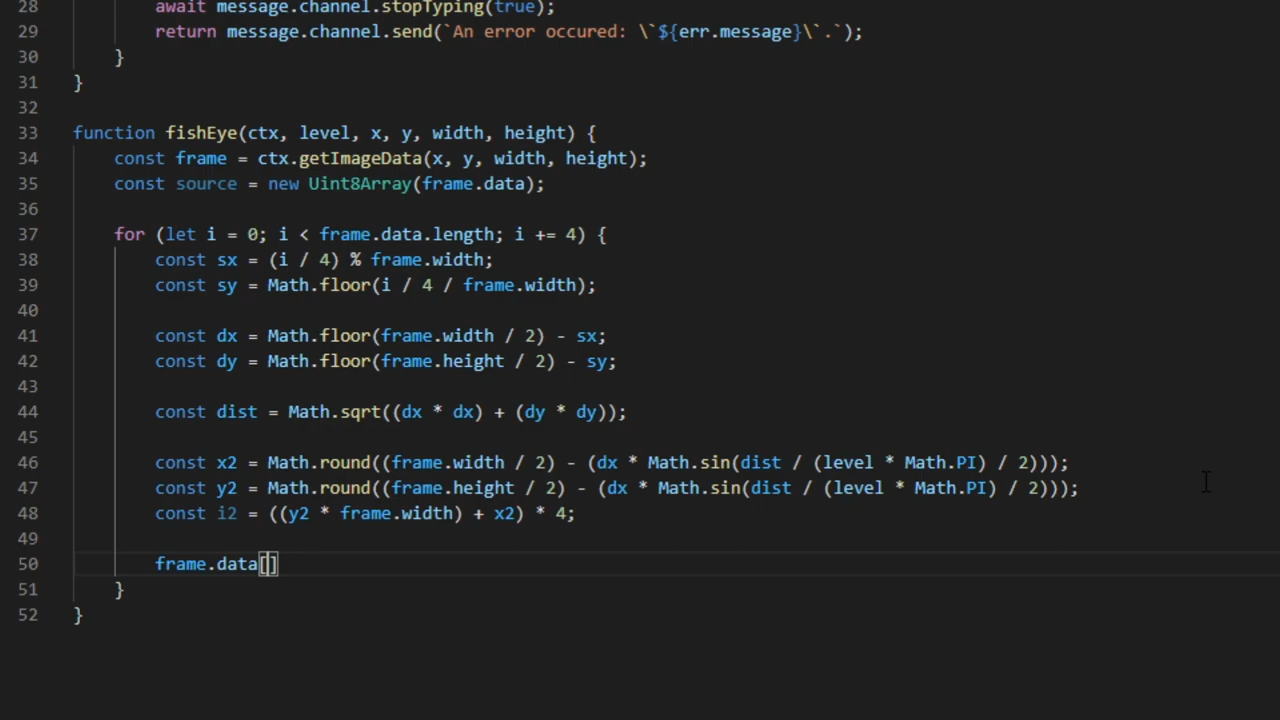 28 await message.channel.stopTyping(true);
29 return message.channel.send(`An error occured: \`${err.message}\`.`);
30 }
31 }
32
33 function fishEye(ctx, level, x, y, width, height) {
34 const frame = ctx.getImageData(x, y, width, height);
35 const source = new Uint8Array(frame.data);
36
37 for (let i = 0; i < frame.data.length; i += 4) {
38 const sx = (i / 4) % frame.width;
39 const sy = Math.floor(i / 4 / frame.width);
40
41 const dx = Math.floor(frame.width / 2) - sx;
42 const dy = Math.floor(frame.height / 2) - sy;
43
44 const dist = Math.sqrt((dx * dx) + (dy * dy));
45
46 const x2 = Math.round((frame.width / 2) - (dx * Math.sin(dist / (level * Math.PI) / 2)));
47 const y2 = Math.round((frame.height / 2) - (dx * Math.sin(dist / (level * Math.PI) / 2)));
48 const i2 = ((y2 * frame.width) + x2) * 4;
49
50 frame.data[]
51 }
52 }